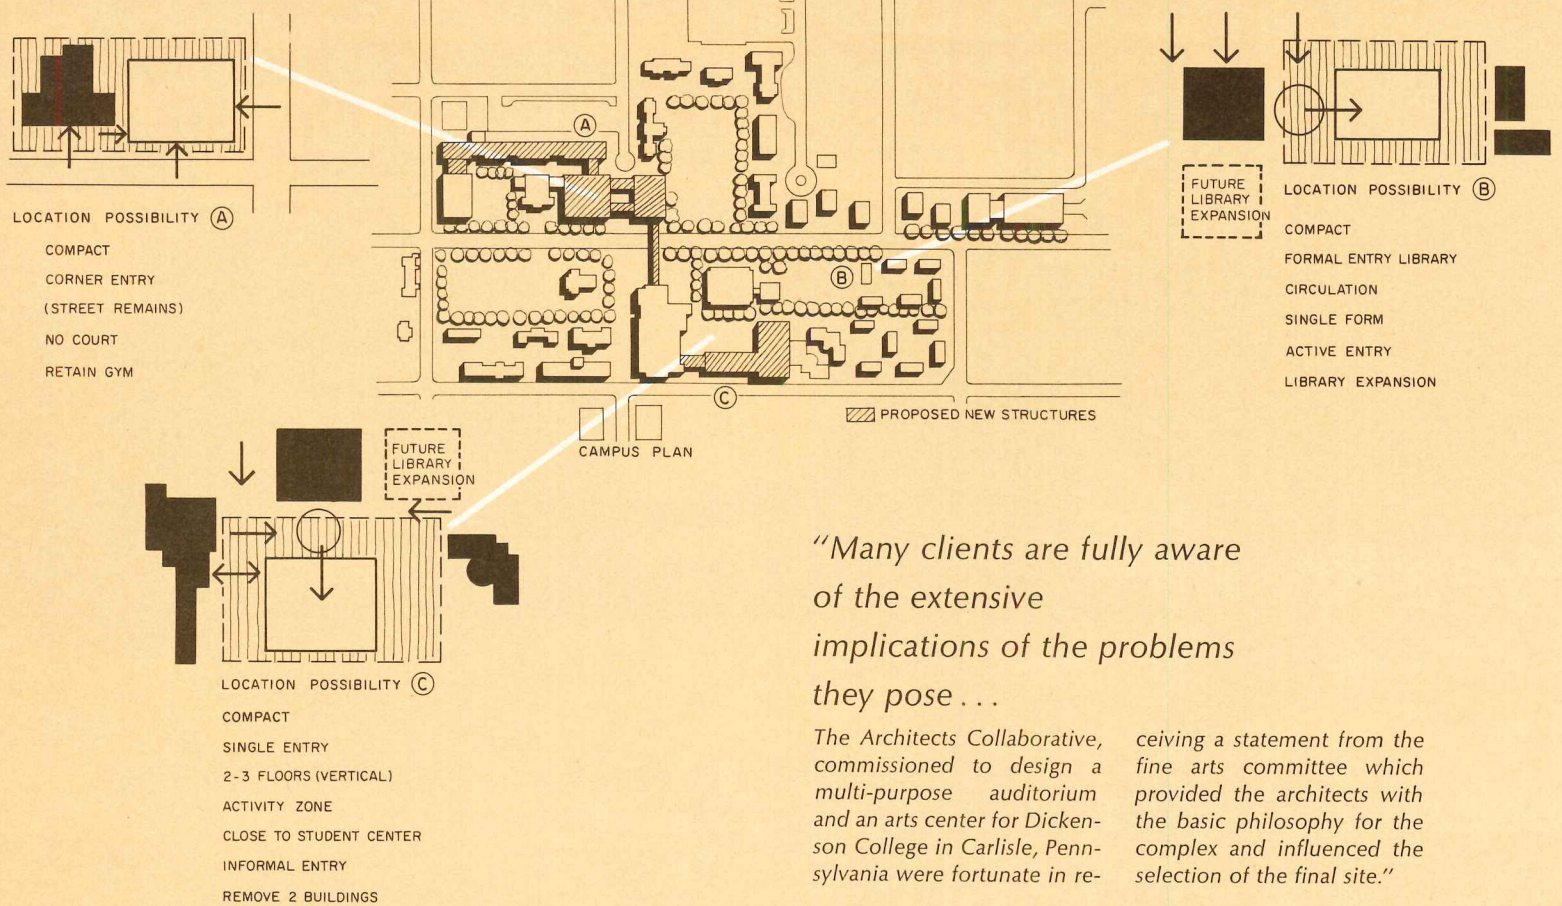 LOCATION POSSIBILITY A
COMPACT
CORNER ENTRY
(STREET REMAINS)
NO COURT
RETAIN GYM
A
B
C
PROPOSED NEW STRUCTURES
CAMPUS PLAN
FUTURE
LIBRARY
EXPANSION
LOCATION POSSIBILITY B
COMPACT
FORMAL ENTRY LIBRARY
CIRCULATION
SINGLE FORM
ACTIVE ENTRY
LIBRARY EXPANSION
FUTURE
LIBRARY
EXPANSION
LOCATION POSSIBILITY C
COMPACT
SINGLE ENTRY
2-3 FLOORS (VERTICAL)
ACTIVITY ZONE
CLOSE TO STUDENT CENTER
INFORMAL ENTRY
REMOVE 2 BUILDINGS
"Many clients are fully aware
of the extensive
implications of the problems
they pose . . .
The Architects Collaborative,
commissioned to design a
multi-purpose auditorium
and an arts center for Dicken-
son College in Carlisle, Penn-
sylvania were fortunate in re-
ceiving a statement from the
fine arts committee which
provided the architects with
the basic philosophy for the
complex and influenced the
selection of the final site."